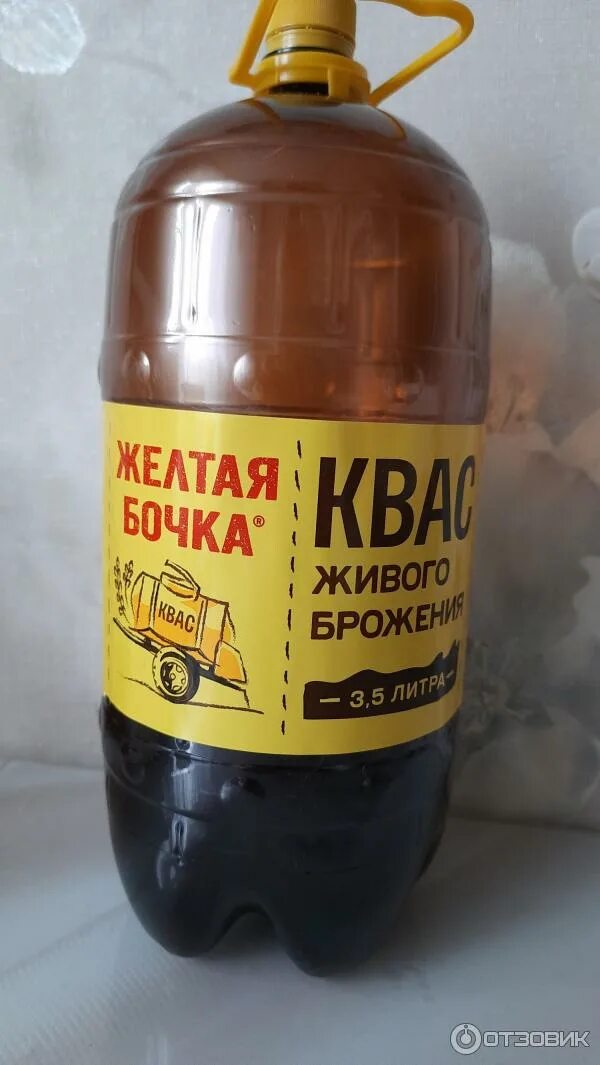 ЖЕЛТАЯ
БОЧКА®
КВАС
КВАС
ЖИВОГО
БРОЖЕНИЯ
— 3,5 ЛИТРА —
ОТЗОВИК